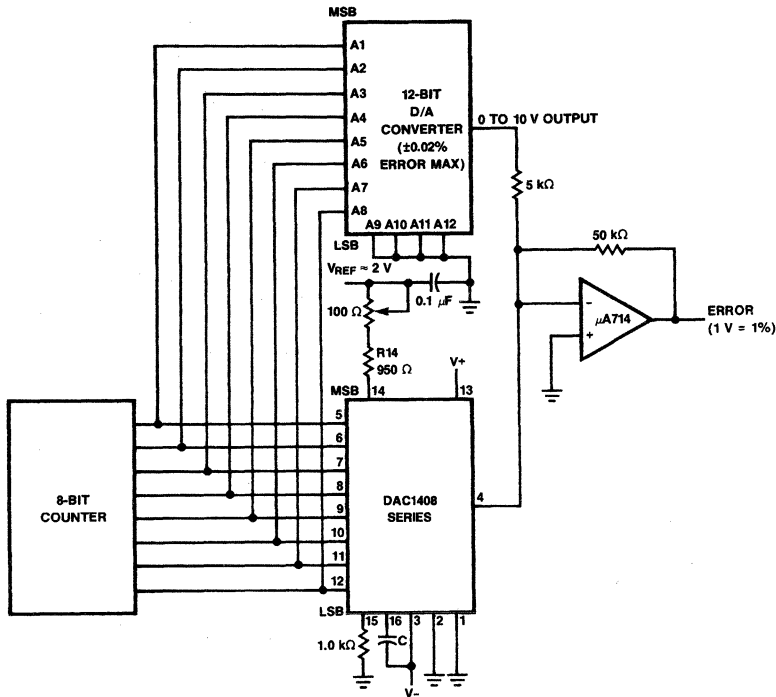 MSB
A1
A2
A3
A4
A5
A6
A7
A8
12-BIT
D/A
CONVERTER
(±0.02%
ERROR MAX)
A9 A10 A11 A12
LSB
0 TO 10 V OUTPUT
5 kΩ
50 kΩ
VREF ≈ 2 V
0.1 μF
100 Ω
R14
950 Ω
V+
−
+
μA714
ERROR
(1 V = 1%)
MSB
14
13
8-BIT
COUNTER
5
6
7
8
9
10
11
12
DAC1408
SERIES
4
LSB
15
16
3
2
1
1.0 kΩ
C
V−